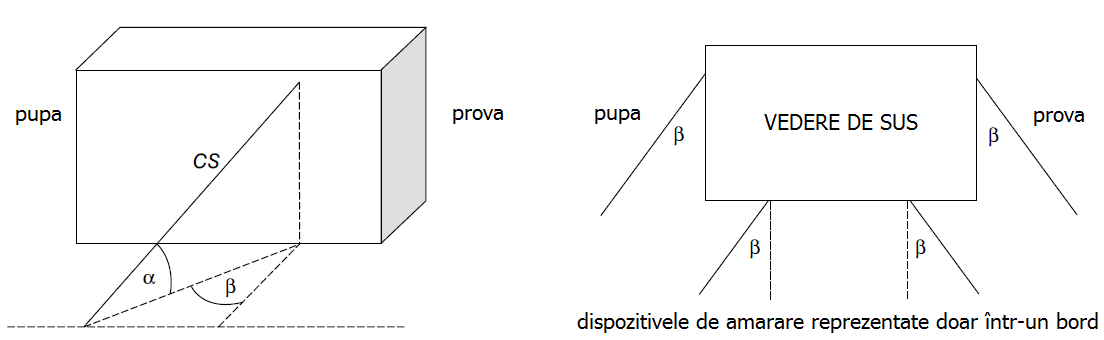 pupa
prova
CS
α
β
pupa
prova
β
β
VEDERE DE SUS
β
β
dispozitivele de amarare reprezentate doar într-un bord